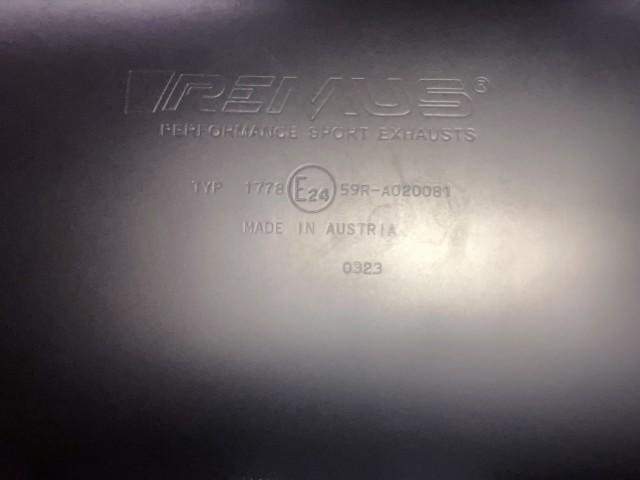 REMUS®
PERFORMANCE SPORT EXHAUSTS
TYP 1778 E24 59R-A020081
MADE IN AUSTRIA
0323